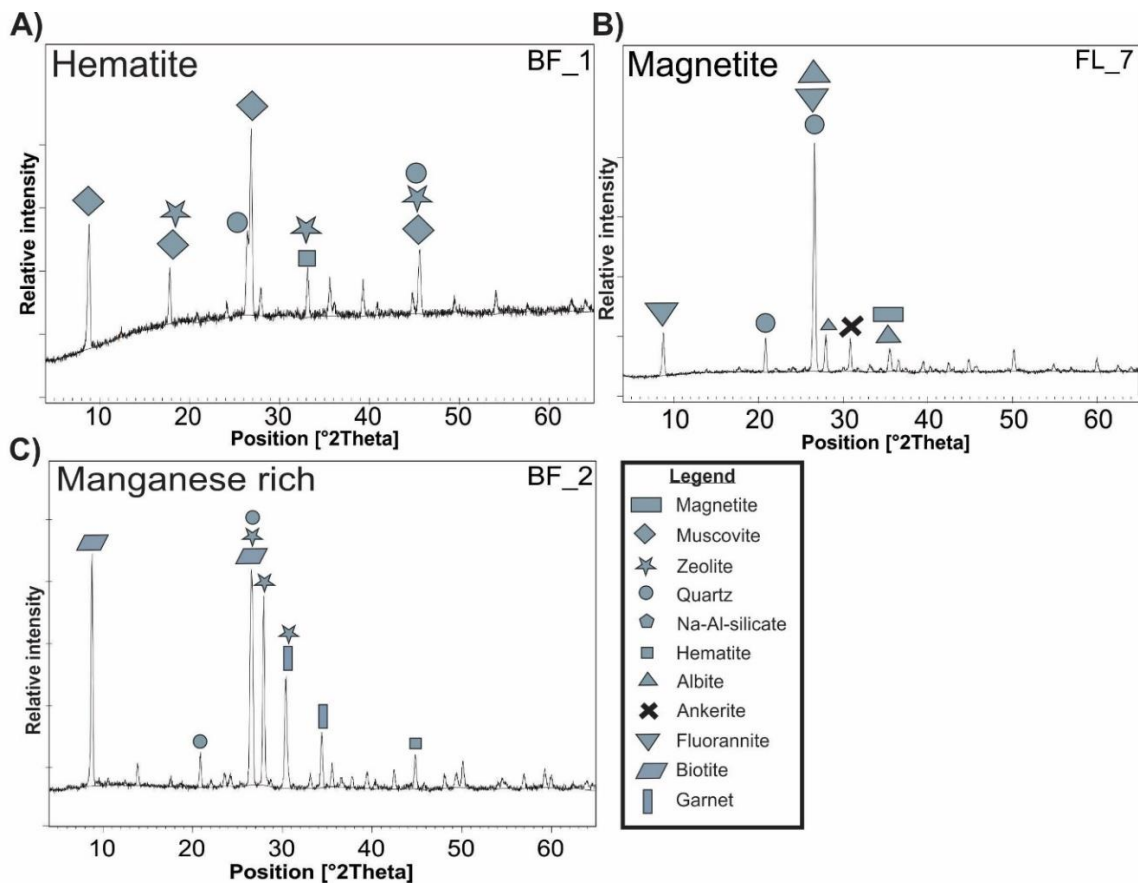 A)
Hematite
BF_1
Relative intensity
10 20 30 40 50 60
Position [°2Theta]
B)
Magnetite
FL_7
Relative intensity
10 20 30 40 50 60
Position [°2Theta]
C)
Manganese rich
BF_2
Relative intensity
10 20 30 40 50 60
Position [°2Theta]
Legend
Magnetite
Muscovite
Zeolite
Quartz
Na-Al-silicate
Hematite
Albite
Ankerite
Fluorannite
Biotite
Garnet